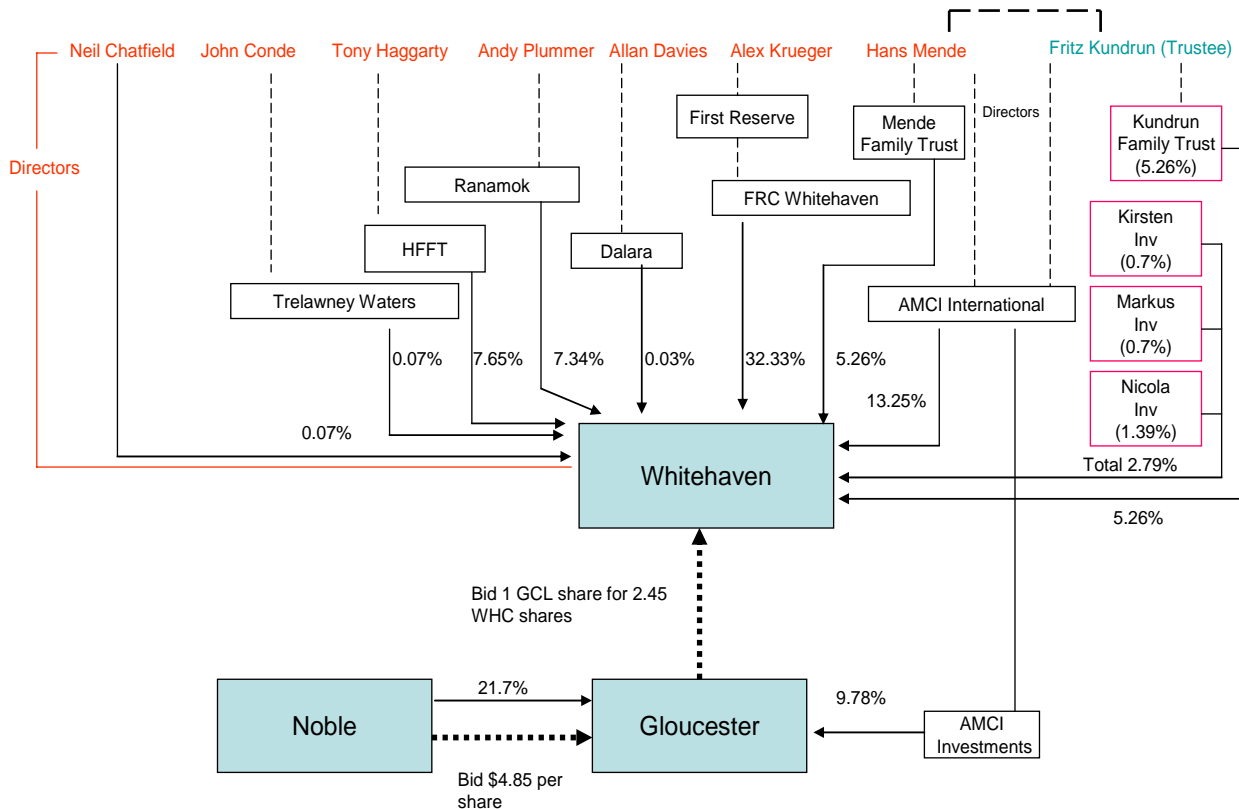 Neil Chatfield
John Conde
Tony Haggarty
Andy Plummer
Allan Davies
Alex Krueger
Hans Mende
Fritz Kundrun (Trustee)
Directors
First Reserve
Mende
Family Trust
Directors
Kundrun
Family Trust
(5.26%)
Ranamok
FRC Whitehaven
HFFT
Dalara
Kirsten
Inv
(0.7%)
Trelawney Waters
AMCI International
Markus
Inv
(0.7%)
0.07%
7.65%
7.34%
0.03%
32.33%
5.26%
13.25%
Nicola
Inv
(1.39%)
0.07%
Total 2.79%
Whitehaven
5.26%
Bid 1 GCL share for 2.45
WHC shares
Noble
21.7%
Gloucester
9.78%
AMCI
Investments
Bid $4.85 per
share